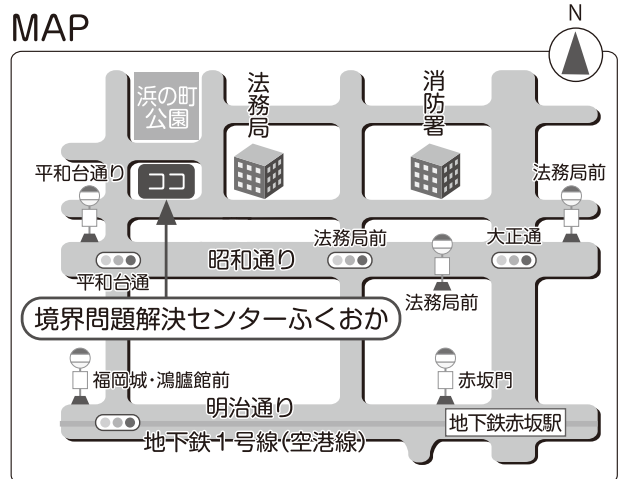 MAP
N
浜の町
公園
法務局
消防署
平和台通り
ココ
法務局前
昭和通り
法務局前
大正通
平和台通
法務局前
境界問題解決センターふくおか
福岡城・鴻臚館前
赤坂門
明治通り
地下鉄赤坂駅
地下鉄1号線(空港線)